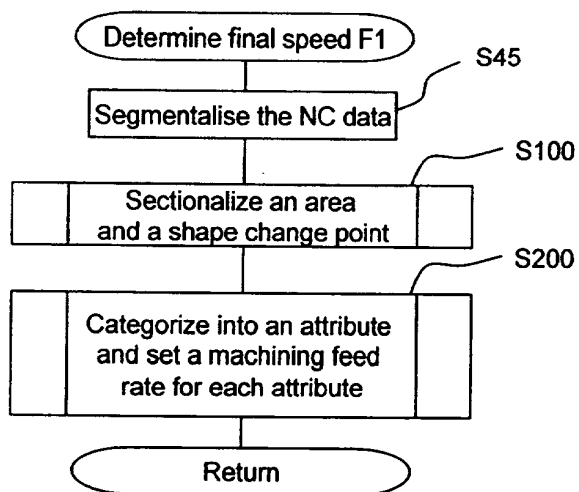 Determine final speed F1
S45
Segmentalise the NC data
S100
Sectionalize an area
and a shape change point
S200
Categorize into an attribute
and set a machining feed
rate for each attribute
Return